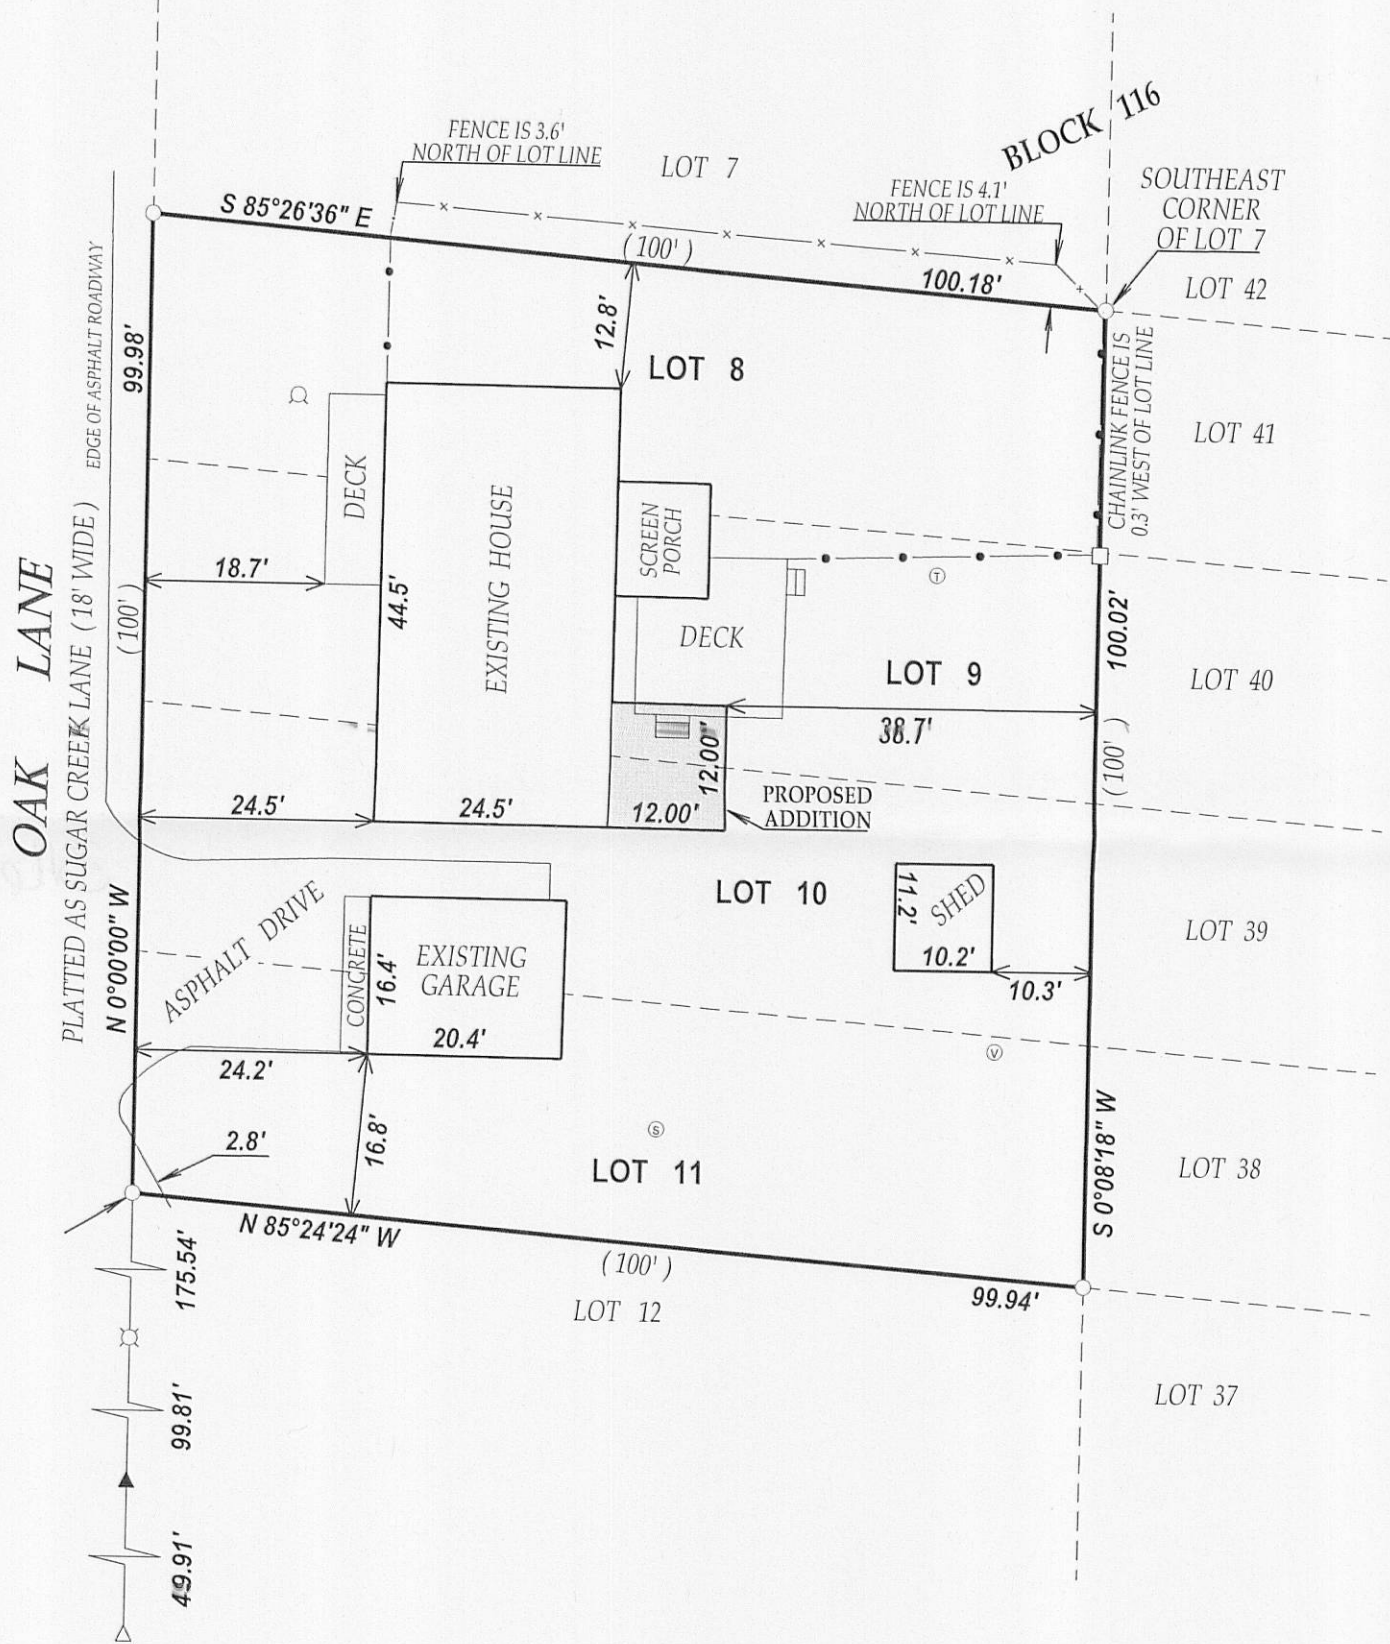 BLOCK 116
FENCE IS 3.6'
NORTH OF LOT LINE
LOT 7
FENCE IS 4.1'
NORTH OF LOT LINE
SOUTHEAST
CORNER
OF LOT 7
LOT 42
S 85°26'36" E
(100')
100.18'
EDGE OF ASPHALT ROADWAY
99.98'
12.8'
LOT 8
CHAINLINK FENCE IS
0.3' WEST OF LOT LINE
LOT 41
DECK
EXISTING HOUSE
SCREEN
PORCH
OAK LANE
PLATTED AS SUGAR CREEK LANE (18' WIDE)
(100')
18.7'
44.5'
T
DECK
LOT 9
100.02'
LOT 40
38.7'
12.00'
(100')
24.5'
24.5'
12.00'
PROPOSED
ADDITION
N 0°00'00" W
ASPHALT DRIVE
CONCRETE
16.4'
EXISTING
GARAGE
20.4'
LOT 10
11.2'
SHED
10.2'
10.3'
LOT 39
24.2'
V
2.8'
16.8'
S
LOT 11
S 0°08'18" W
LOT 38
N 85°24'24" W
(100')
99.94'
LOT 12
175.54'
LOT 37
99.81'
49.91'